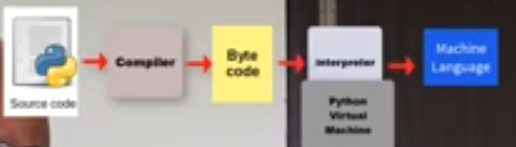 Source code
Compiler
Byte
code
interpreter
Python
Virtual
Machine
Machine
Language